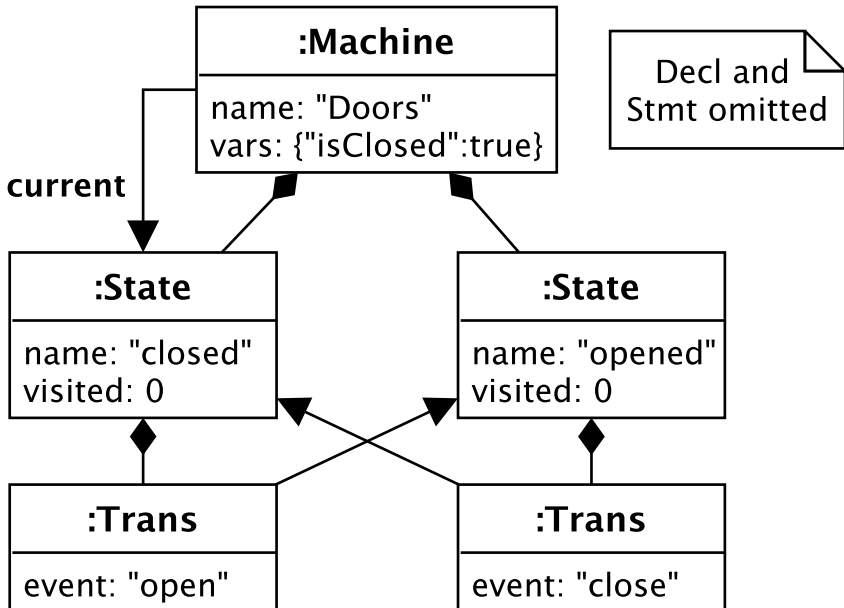 :Machine
name: "Doors"
vars: {"isClosed":true}
Decl and
Stmt omitted
current
:State
name: "closed"
visited: 0
:State
name: "opened"
visited: 0
:Trans
event: "open"
:Trans
event: "close"